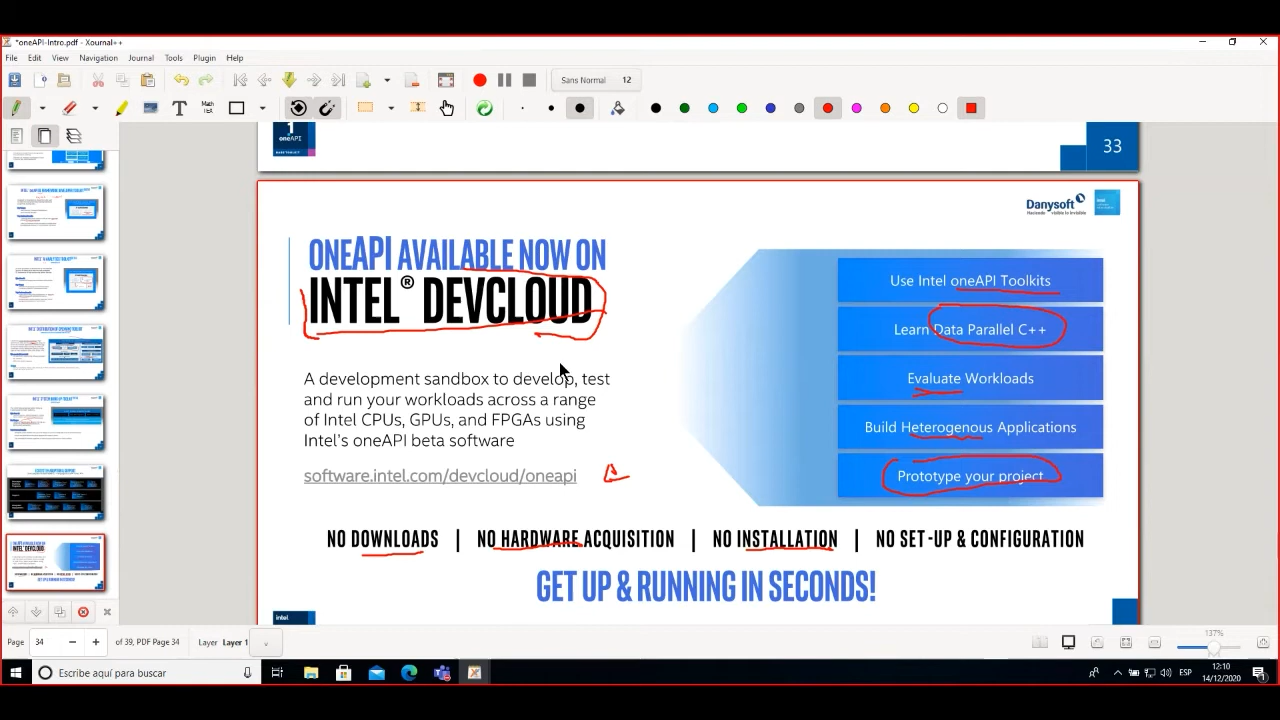 *oneAPI-Intro.pdf - Xournal++
File Edit View Navigation Journal Tools Plugin Help
Sans Normal 12
1
oneAPI
33
Danysoft
intel
ONEAPI AVAILABLE NOW ON
INTEL® DEVCLOUD
A development sandbox to develop, test
and run your workloads across a range
of Intel CPUs, GPUs, and FPGAs using
Intel's oneAPI beta software
software.intel.com/devcloud/oneapi
Use Intel oneAPI Toolkits
Learn Data Parallel C++
Evaluate Workloads
Build Heterogenous Applications
Prototype your project
NO DOWNLOADS | NO HARDWARE ACQUISITION | NO INSTALLATION | NO SET-UP & CONFIGURATION
GET UP & RUNNING IN SECONDS!
intel
Page 34 of 39, PDF Page 34 Layer Layer 1
137%
Escribe aquí para buscar
ESP
12:10
14/12/2020